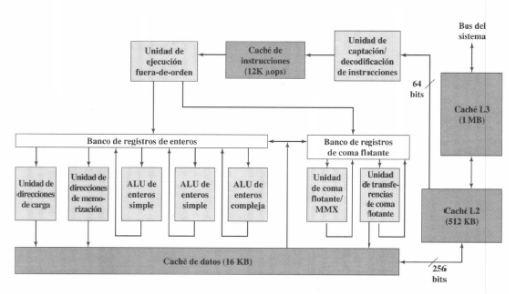 Bus del
sistema
Unidad de
ejecución
fuera-de-orden
Caché de
instrucciones
(12K µops)
Unidad de
captación/
decodificación
de instrucciones
64
bits
Caché L3
(1 MB)
Banco de registros de enteros
Banco de registros
de coma flotante
Unidad de
direcciones
de carga
Unidad de
direcciones
de memo-
rización
ALU de
enteros
simple
ALU de
enteros
simple
ALU de
enteros
compleja
Unidad
de coma
flotante/
MMX
Unidad
de transfe-
rencias
de coma
flotante
Caché L2
(512 KB)
Caché de datos (16 KB)
256
bits